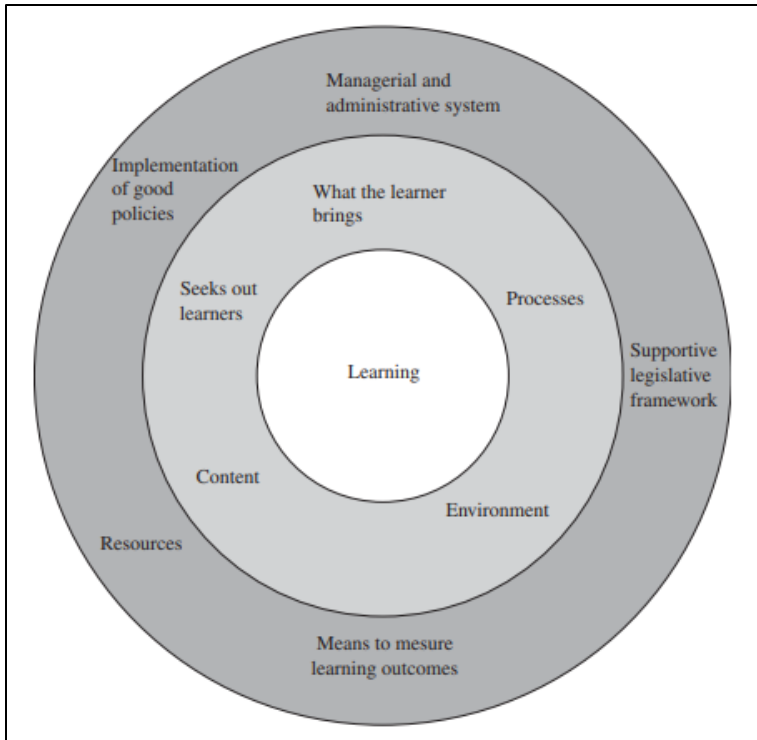 Managerial and
administrative system
Implementation
of good
policies
What the learner
brings
Seeks out
learners
Processes
Learning
Supportive
legislative
framework
Content
Environment
Resources
Means to mesure
learning outcomes